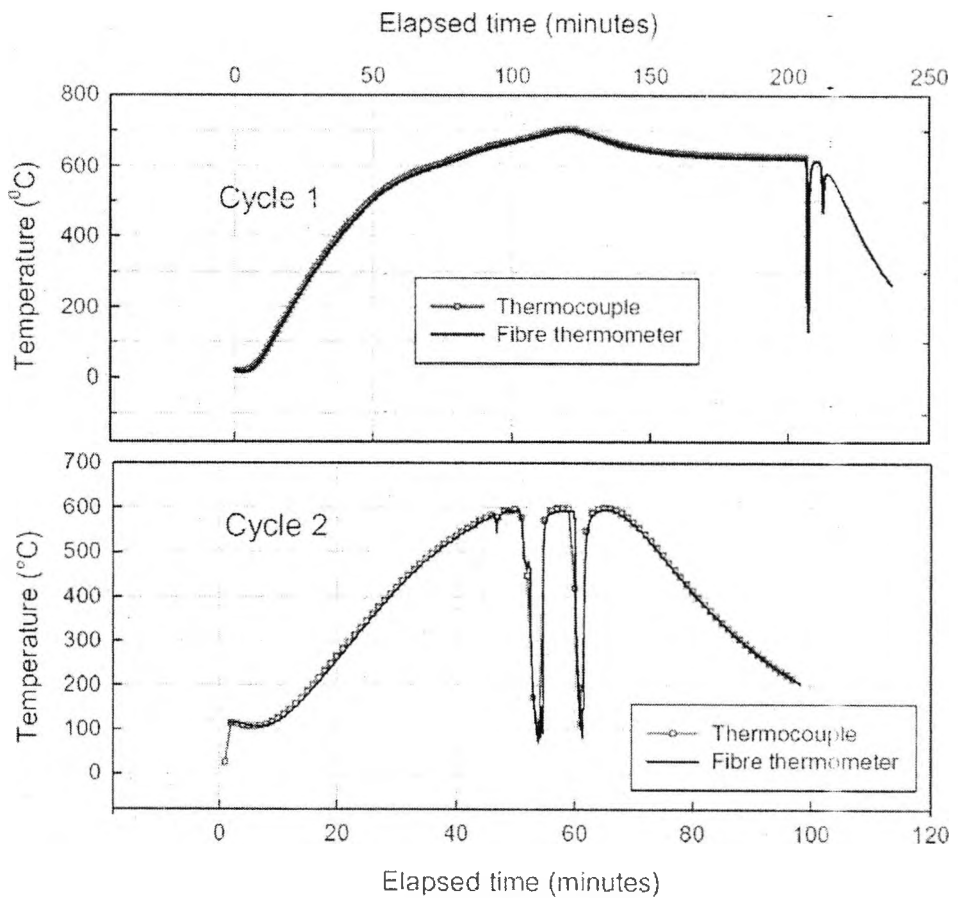 Elapsed time (minutes)
0 50 100 150 200 250
800
600
400
200
0
Temperature (⁰C)
Cycle 1
Thermocouple
Fibre thermometer
700
600
500
400
300
200
100
0
Temperature (°C)
Cycle 2
Thermocouple
Fibre thermometer
0 20 40 60 80 100 120
Elapsed time (minutes)